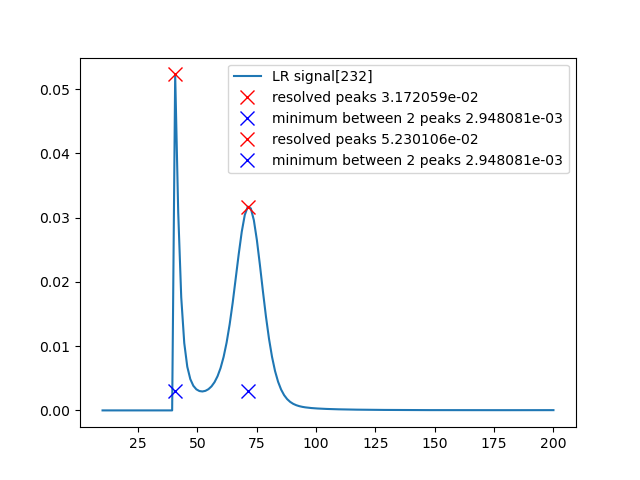 LR signal[232]
resolved peaks 3.172059e-02
minimum between 2 peaks 2.948081e-03
resolved peaks 5.230106e-02
minimum between 2 peaks 2.948081e-03
0.05
0.04
0.03
0.02
0.01
0.00
25 50 75 100 125 150 175 200